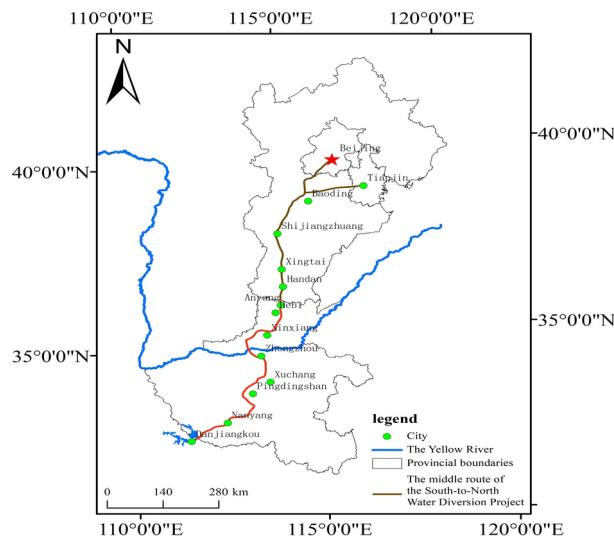 110°0'0"E 115°0'0"E 120°0'0"E
N
40°0'0"N
40°0'0"N
Beijing
Tianjin
Baoding
Shijiangzhuang
Xingtai
Handan
Anyang
Hebi
Xinxiang
35°0'0"N
35°0'0"N
Zhengzhou
Xuchang
Pingdingshan
Nanyang
Danjiangkou
legend
City
The Yellow River
Provincial boundaries
The middle route of
the South-to-North
Water Diversion Project
0 140 280 km
110°0'0"E 115°0'0"E 120°0'0"E